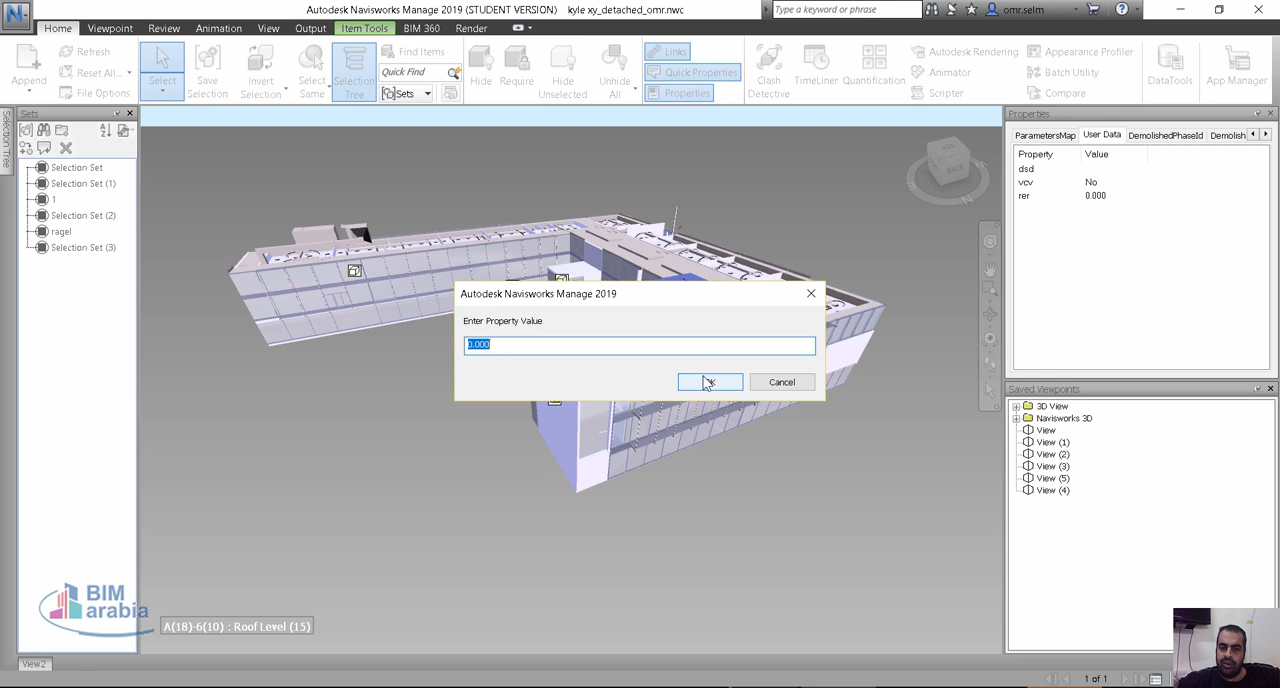 Autodesk Navisworks Manage 2019 (STUDENT VERSION) kyle xy_detached_omr.nwc
Type a keyword or phrase
omr.selm
Home Viewpoint Review Animation View Output Item Tools BIM 360 Render
Append
Refresh
Reset All...
File Options
Select
Save Selection
Invert Selection
Select Same
Selection Tree
Find Items
Quick Find
Sets
Hide
Require
Hide Unselected
Unhide All
Links
Quick Properties
Properties
Clash Detective
TimeLiner
Quantification
Autodesk Rendering
Animator
Scripter
Appearance Profiler
Batch Utility
Compare
DataTools
App Manager
Selection Tree
Sets
Selection Set
Selection Set (1)
1
Selection Set (2)
ragel
Selection Set (3)
BACK
N
Autodesk Navisworks Manage 2019
Enter Property Value
0.000
Cancel
Properties
ParametersMap User Data DemolishedPhaseId Demolish
Property Value
dsd
vcv No
rer 0.000
Saved Viewpoints
3D View
Navisworks 3D
View
View (1)
View (2)
View (3)
View (5)
View (4)
BIM
arabia
A(18)-6(10) : Roof Level (15)
View2
1 of 1